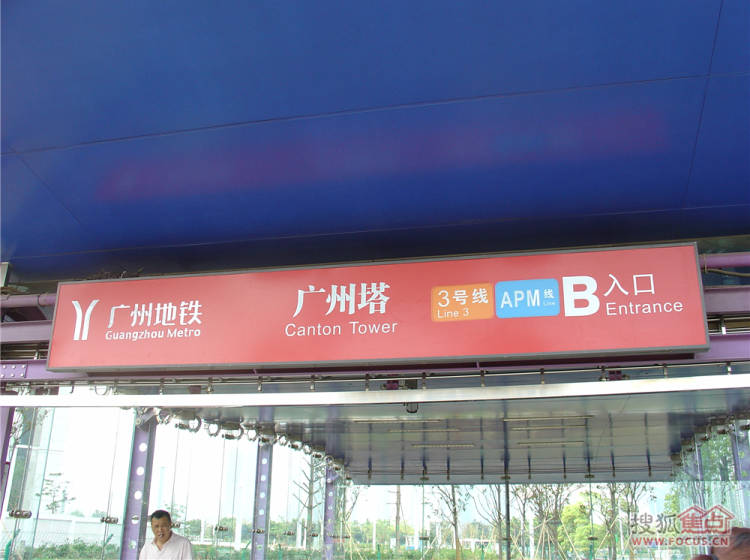 广州地铁
Guangzhou Metro
广州塔
Canton Tower
3号线
Line 3
APM线
Line
B入口
Entrance
搜狐焦点
WWW.FOCUS.CN